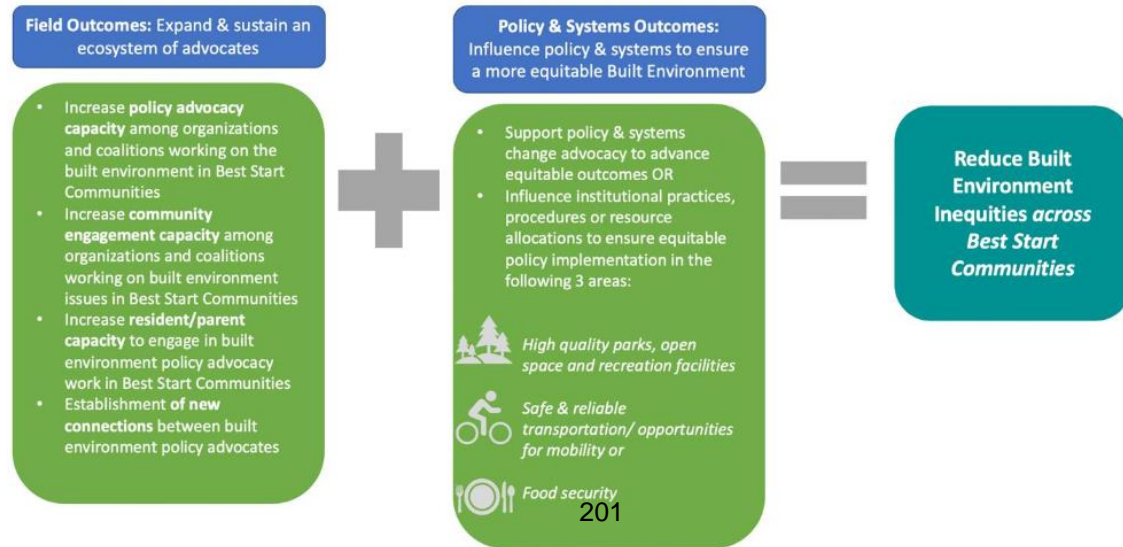 Field Outcomes: Expand & sustain an
ecosystem of advocates
• Increase policy advocacy
capacity among organizations
and coalitions working on the
built environment in Best Start
Communities
• Increase community
engagement capacity among
organizations and coalitions
working on built environment
issues in Best Start Communities
• Increase resident/parent
capacity to engage in built
environment policy advocacy
work in Best Start Communities
• Establishment of new
connections between built
environment policy advocates
Policy & Systems Outcomes:
Influence policy & systems to ensure
a more equitable Built Environment
• Support policy & systems
change advocacy to advance
equitable outcomes OR
• Influence institutional practices,
procedures or resource
allocations to ensure equitable
policy implementation in the
following 3 areas:
High quality parks, open
space and recreation facilities
Safe & reliable
transportation/ opportunities
for mobility or
Food security
201
Reduce Built
Environment
Inequities across
Best Start
Communities